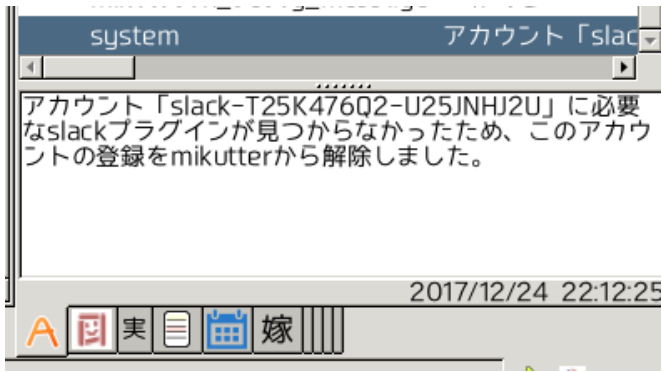 system アカウント「slac
アカウント「slack-T25K476Q2-U25JNHJ2U」に必要
なslackプラグインが見つからなかったため、このアカウ
ントの登録をmikutterから解除しました。
2017/12/24 22:12:25
A 実 嫁